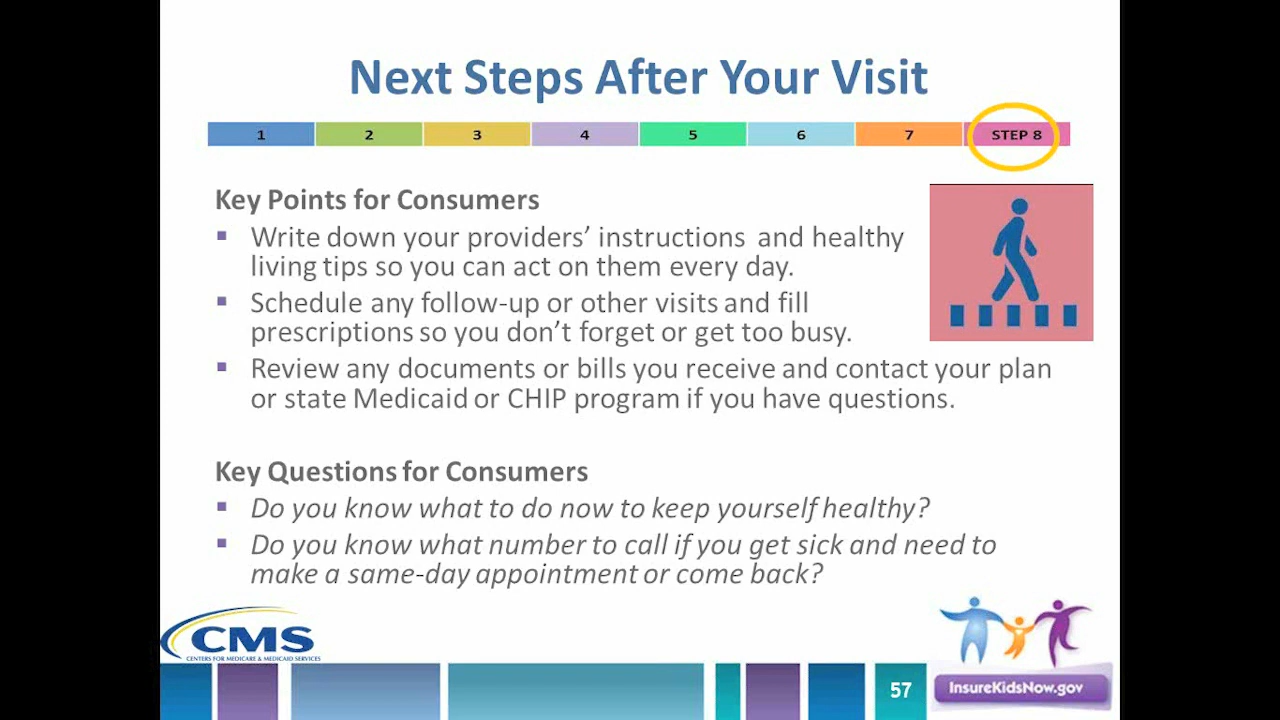 Next Steps After Your Visit
1 2 3 4 5 6 7 STEP 8
Key Points for Consumers
Write down your providers’ instructions and healthy
living tips so you can act on them every day.
Schedule any follow-up or other visits and fill
prescriptions so you don’t forget or get too busy.
Review any documents or bills you receive and contact your plan
or state Medicaid or CHIP program if you have questions.
Key Questions for Consumers
Do you know what to do now to keep yourself healthy?
Do you know what number to call if you get sick and need to
make a same-day appointment or come back?
CMS
CENTERS FOR MEDICARE & MEDICAID SERVICES
57
InsureKidsNow.gov